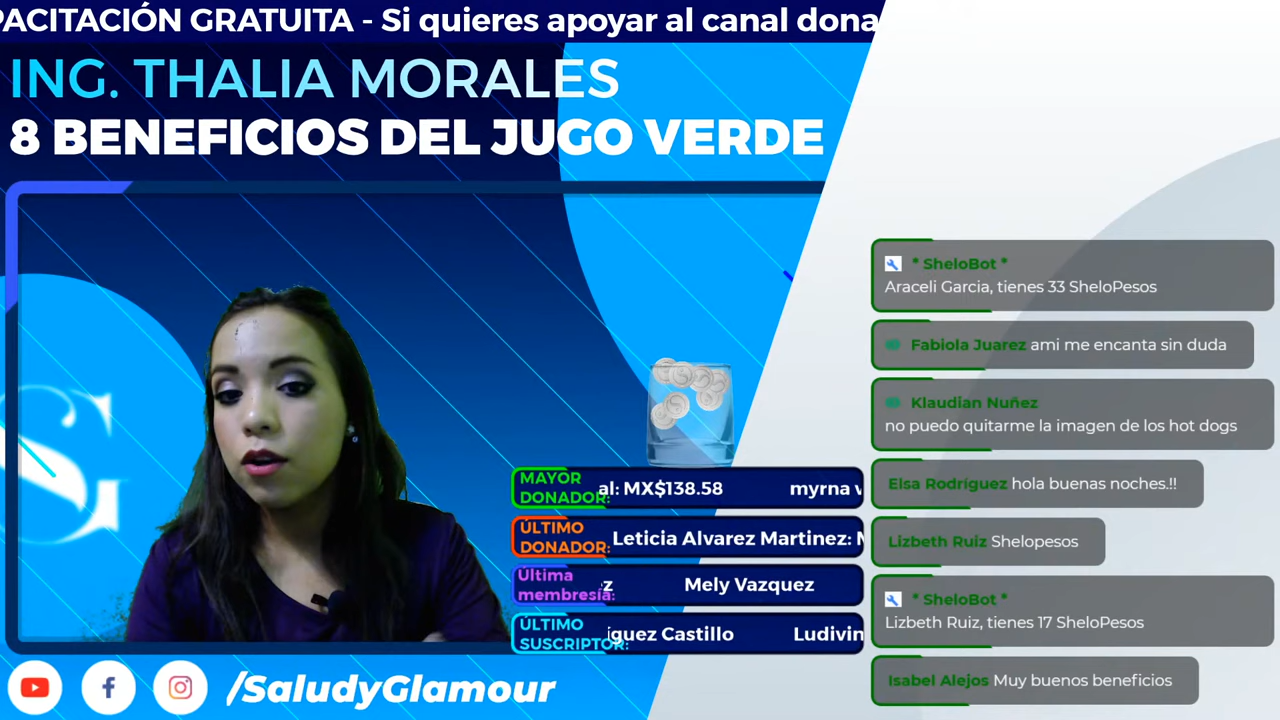 PACITACIÓN GRATUITA - Si quieres apoyar al canal dona
ING. THALIA MORALES
8 BENEFICIOS DEL JUGO VERDE
* SheloBot *
Araceli Garcia, tienes 33 SheloPesos
Fabiola Juarez ami me encanta sin duda
Klaudian Nuñez
no puedo quitarme la imagen de los hot dogs
Elsa Rodríguez hola buenas noches.!!
Lizbeth Ruiz Shelopesos
* SheloBot *
Lizbeth Ruiz, tienes 17 SheloPesos
Isabel Alejos Muy buenos beneficios
MAYOR
DONADOR:
al: MX$138.58 myrna v
ÚLTIMO
DONADOR:
Leticia Alvarez Martinez: M
Última
membresía:
z Mely Vazquez
ÚLTIMO
SUSCRIPTOR:
íguez Castillo Ludivin
S
/SaludyGlamour